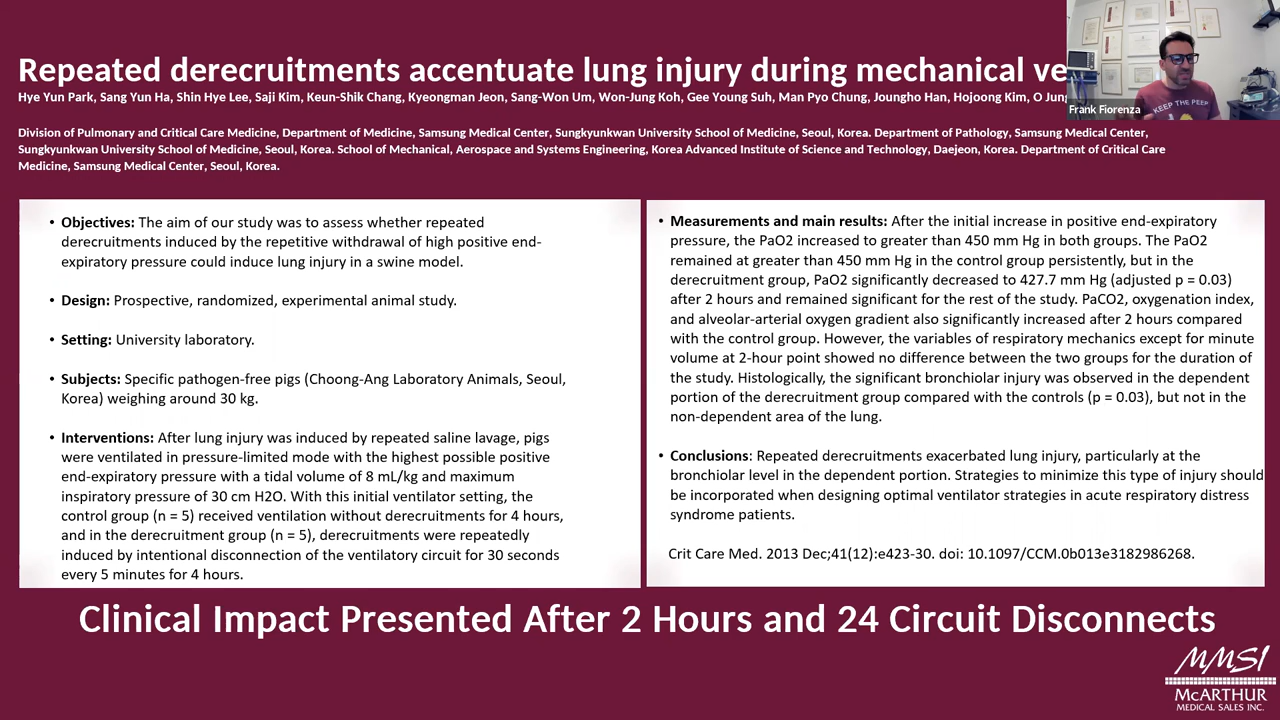 Repeated derecruitments accentuate lung injury during mechanical ve
Hye Yun Park, Sang Yun Ha, Shin Hye Lee, Saji Kim, Keun-Shik Chang, Kyeongman Jeon, Sang-Won Um, Won-Jung Koh, Gee Young Suh, Man Pyo Chung, Joungho Han, Hojoong Kim, O Jun
Frank Fiorenza
KEEP THE PEEP
Division of Pulmonary and Critical Care Medicine, Department of Medicine, Samsung Medical Center, Sungkyunkwan University School of Medicine, Seoul, Korea. Department of Pathology, Samsung Medical Center,
Sungkyunkwan University School of Medicine, Seoul, Korea. School of Mechanical, Aerospace and Systems Engineering, Korea Advanced Institute of Science and Technology, Daejeon, Korea. Department of Critical Care
Medicine, Samsung Medical Center, Seoul, Korea.
• Objectives: The aim of our study was to assess whether repeated
derecruitments induced by the repetitive withdrawal of high positive end-
expiratory pressure could induce lung injury in a swine model.
• Design: Prospective, randomized, experimental animal study.
• Setting: University laboratory.
• Subjects: Specific pathogen-free pigs (Choong-Ang Laboratory Animals, Seoul,
Korea) weighing around 30 kg.
• Interventions: After lung injury was induced by repeated saline lavage, pigs
were ventilated in pressure-limited mode with the highest possible positive
end-expiratory pressure with a tidal volume of 8 mL/kg and maximum
inspiratory pressure of 30 cm H2O. With this initial ventilator setting, the
control group (n = 5) received ventilation without derecruitments for 4 hours,
and in the derecruitment group (n = 5), derecruitments were repeatedly
induced by intentional disconnection of the ventilatory circuit for 30 seconds
every 5 minutes for 4 hours.
• Measurements and main results: After the initial increase in positive end-expiratory
pressure, the PaO2 increased to greater than 450 mm Hg in both groups. The PaO2
remained at greater than 450 mm Hg in the control group persistently, but in the
derecruitment group, PaO2 significantly decreased to 427.7 mm Hg (adjusted p = 0.03)
after 2 hours and remained significant for the rest of the study. PaCO2, oxygenation index,
and alveolar-arterial oxygen gradient also significantly increased after 2 hours compared
with the control group. However, the variables of respiratory mechanics except for minute
volume at 2-hour point showed no difference between the two groups for the duration of
the study. Histologically, the significant bronchiolar injury was observed in the dependent
portion of the derecruitment group compared with the controls (p = 0.03), but not in the
non-dependent area of the lung.
• Conclusions: Repeated derecruitments exacerbated lung injury, particularly at the
bronchiolar level in the dependent portion. Strategies to minimize this type of injury should
be incorporated when designing optimal ventilator strategies in acute respiratory distress
syndrome patients.
Crit Care Med. 2013 Dec;41(12):e423-30. doi: 10.1097/CCM.0b013e3182986268.
Clinical Impact Presented After 2 Hours and 24 Circuit Disconnects
MMSI
McARTHUR
MEDICAL SALES INC.